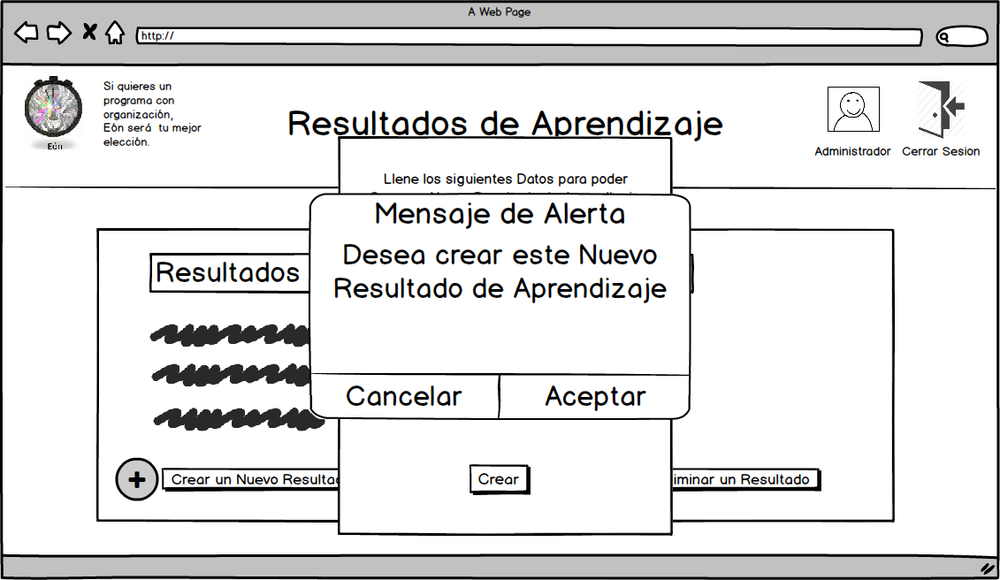 A Web Page
http://
Si quieres un
programa con
organización,
Eón será tu mejor
elección.
Eón
Resultados de Aprendizaje
Administrador
Cerrar Sesion
Llene los siguientes Datos para poder
Mensaje de Alerta
Desea crear este Nuevo
Resultado de Aprendizaje
Cancelar
Aceptar
Resultados
Crear un Nuevo Resulta
Crear
iminar un Resultado